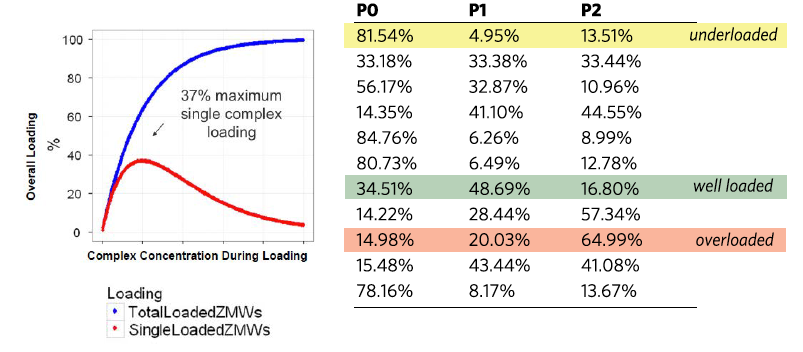 Overall Loading
%
100
80
60
40
20
0
37% maximum
single complex
loading
Complex Concentration During Loading
Loading
TotalLoadedZMWs
SingleLoadedZMWs
P0 P1 P2
81.54% 4.95% 13.51% underloaded
33.18% 33.38% 33.44%
56.17% 32.87% 10.96%
14.35% 41.10% 44.55%
84.76% 6.26% 8.99%
80.73% 6.49% 12.78%
34.51% 48.69% 16.80% well loaded
14.22% 28.44% 57.34%
14.98% 20.03% 64.99% overloaded
15.48% 43.44% 41.08%
78.16% 8.17% 13.67%